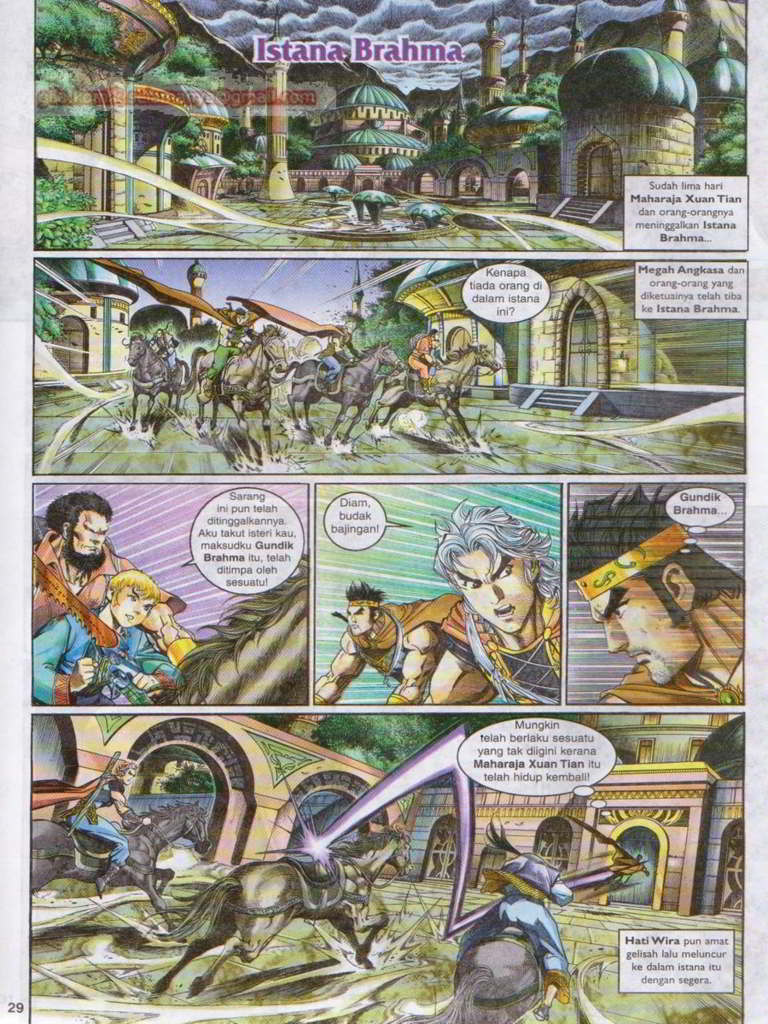 Istana Brahma
Sudah lima hari
Maharaja Xuan Tian
dan orang-orangnya
meninggalkan Istana
Brahma...
Kenapa
tiada orang di
dalam istana
ini?
Megah Angkasa dan
orang-orang yang
diketuainya telah tiba
ke Istana Brahma.
Sarang
ini pun telah
ditinggalkannya.
Aku takut isteri kau,
maksudku Gundik
Brahma itu, telah
ditimpa oleh
sesuatu!
Diam,
budak
bajingan!
Gundik
Brahma...
Mungkin
telah berlaku sesuatu
yang tak diigini kerana
Maharaja Xuan Tian itu
telah hidup kembali!
Hati Wira pun amat
gelisah lalu meluncur
ke dalam istana itu
dengan segera.
29